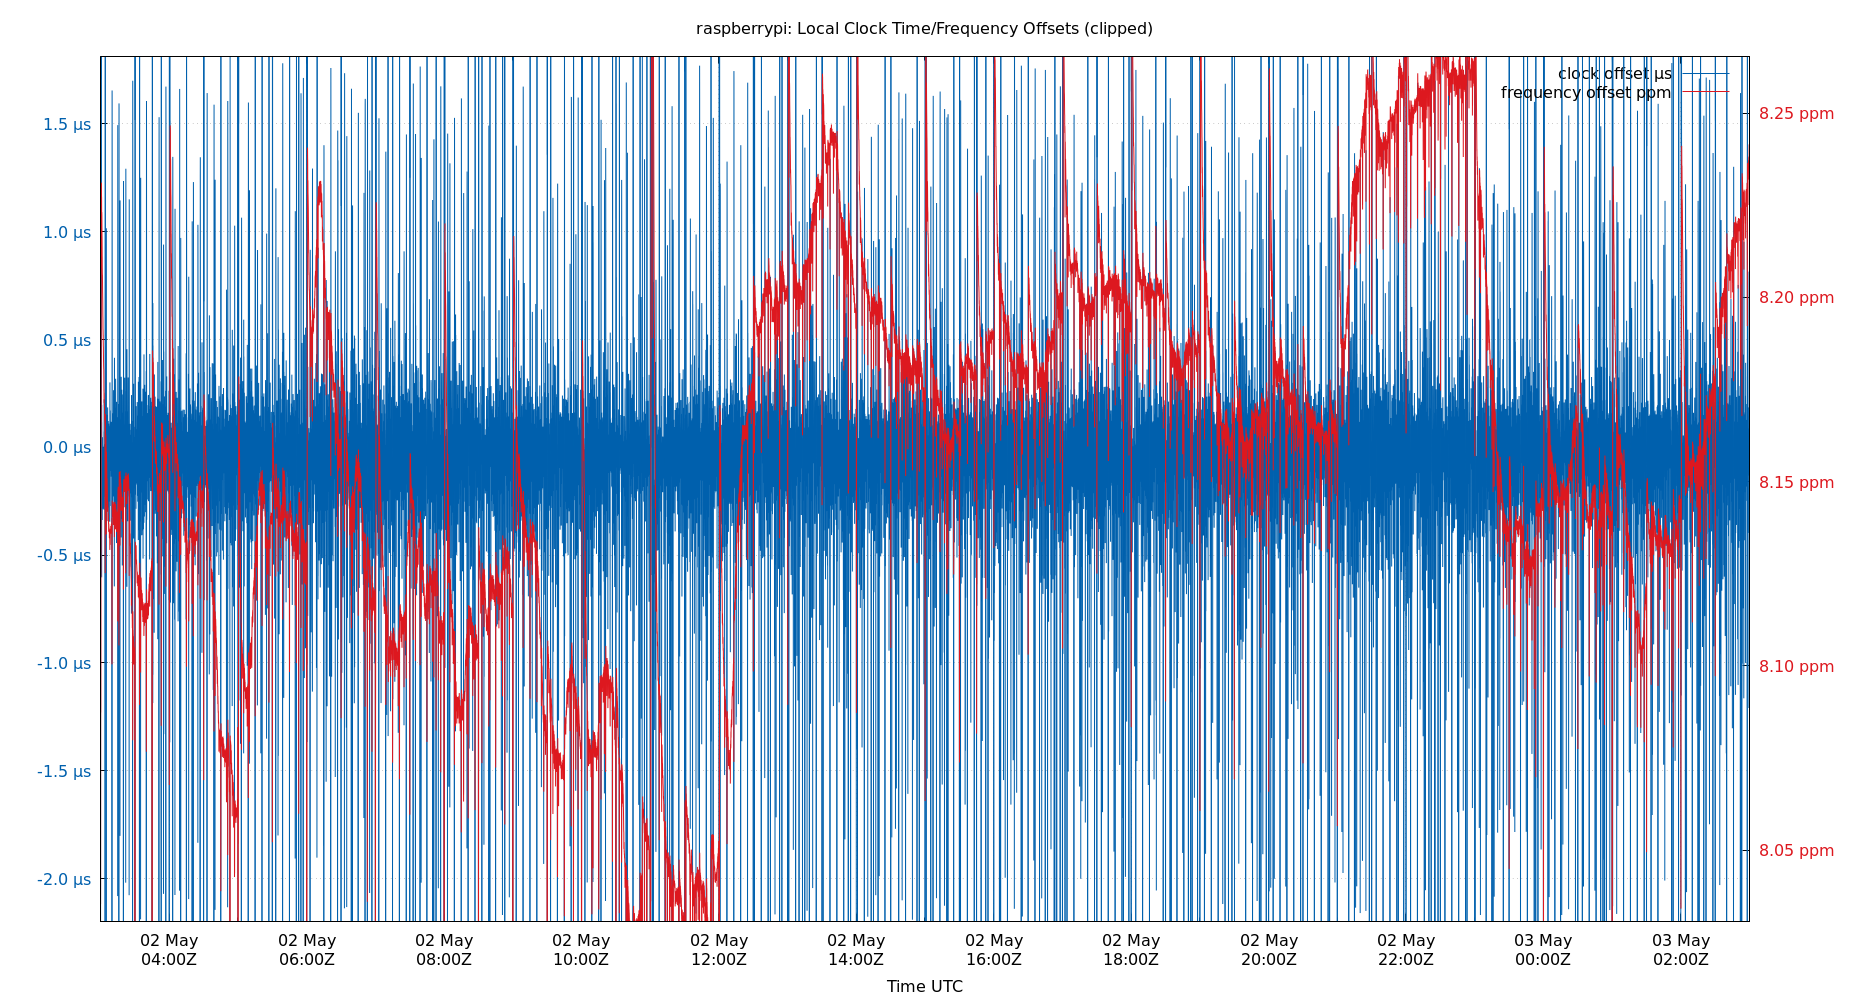 raspberrypi: Local Clock Time/Frequency Offsets (clipped)
clock offset µs
frequency offset ppm
1.5 µs
1.0 µs
0.5 µs
0.0 µs
-0.5 µs
-1.0 µs
-1.5 µs
-2.0 µs
8.25 ppm
8.20 ppm
8.15 ppm
8.10 ppm
8.05 ppm
02 May 02 May 02 May 02 May 02 May 02 May 02 May 02 May 02 May 02 May 03 May 03 May
04:00Z 06:00Z 08:00Z 10:00Z 12:00Z 14:00Z 16:00Z 18:00Z 20:00Z 22:00Z 00:00Z 02:00Z
Time UTC